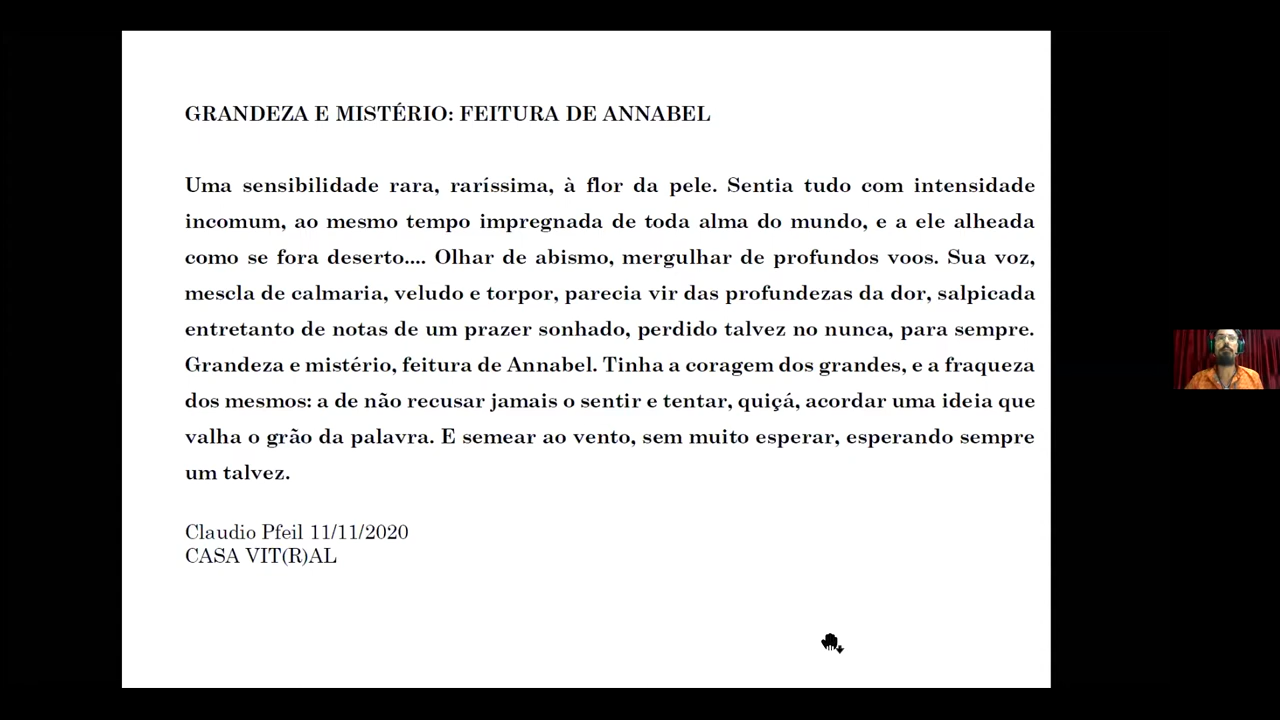 GRANDEZA E MISTÉRIO: FEITURA DE ANNABEL
Uma sensibilidade rara, raríssima, à flor da pele. Sentia tudo com intensidade
incomum, ao mesmo tempo impregnada de toda alma do mundo, e a ele alheada
como se fora deserto.... Olhar de abismo, mergulhar de profundos voos. Sua voz,
mescla de calmaria, veludo e torpor, parecia vir das profundezas da dor, salpicada
entretanto de notas de um prazer sonhado, perdido talvez no nunca, para sempre.
Grandeza e mistério, feitura de Annabel. Tinha a coragem dos grandes, e a fraqueza
dos mesmos: a de não recusar jamais o sentir e tentar, quiçá, acordar uma ideia que
valha o grão da palavra. E semear ao vento, sem muito esperar, esperando sempre
um talvez.
Claudio Pfeil 11/11/2020
CASA VIT(R)AL